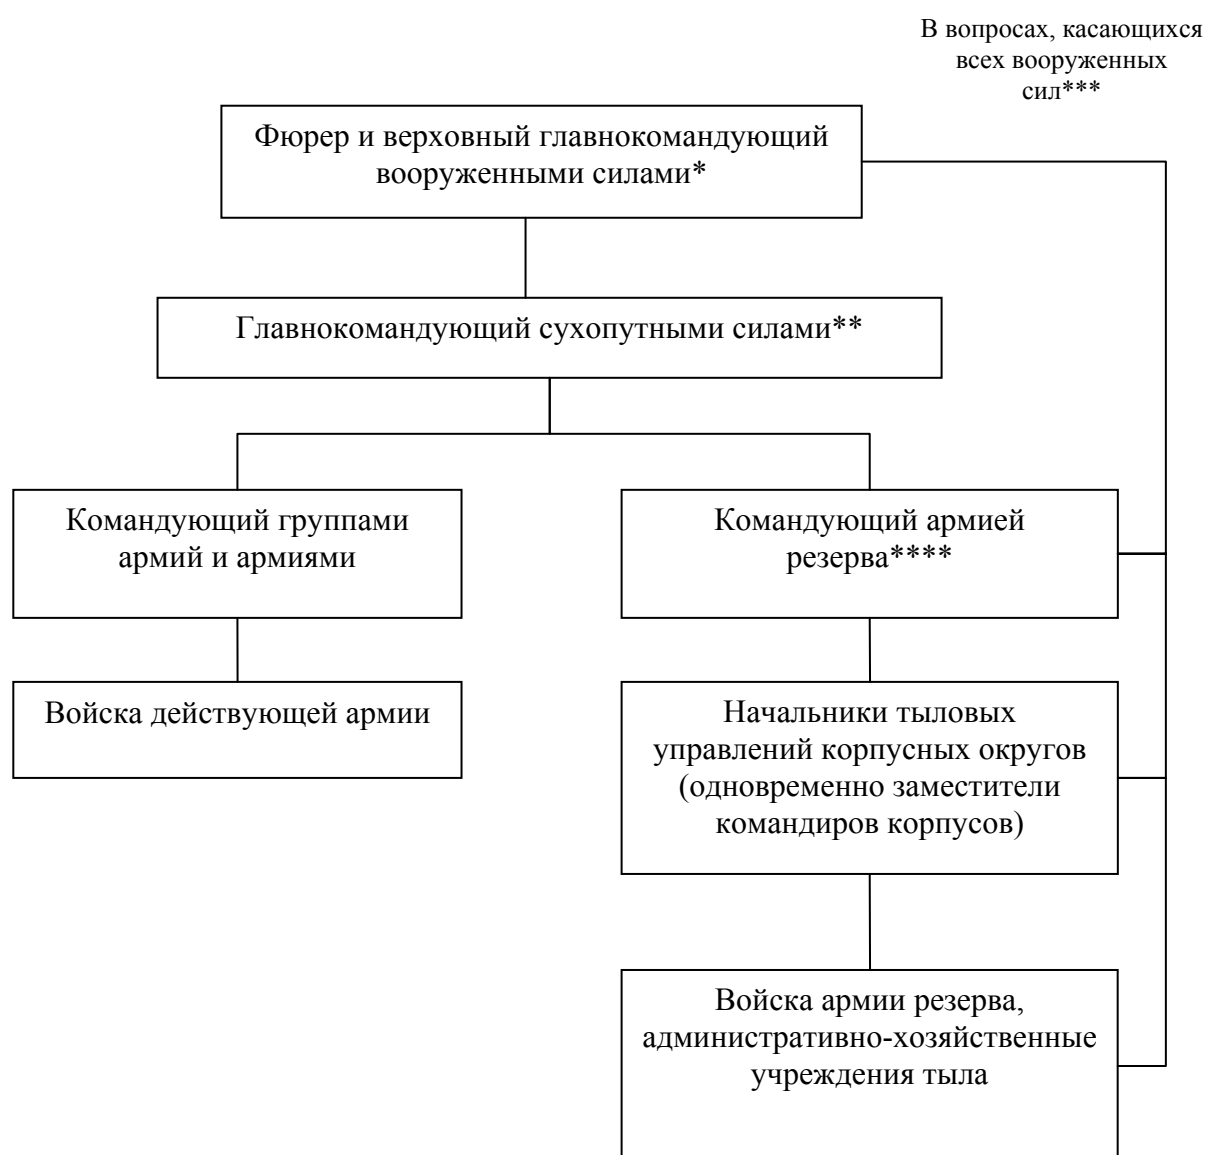 В вопросах, касающихся
всех вооруженных
сил***
Фюрер и верховный главнокомандующий
вооруженными силами*
Главнокомандующий сухопутными силами**
Командующий группами
армий и армиями
Командующий армией
резерва****
Войска действующей армии
Начальники тыловых
управлений корпусных округов
(одновременно заместители
командиров корпусов)
Войска армии резерва,
административно-хозяйственные
учреждения тыла